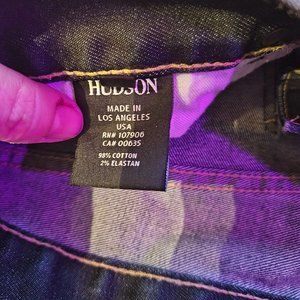 HUDSON
MADE IN
LOS ANGELES
USA
RN# 107906
CA# 00635
98% COTTON
2% ELASTAN